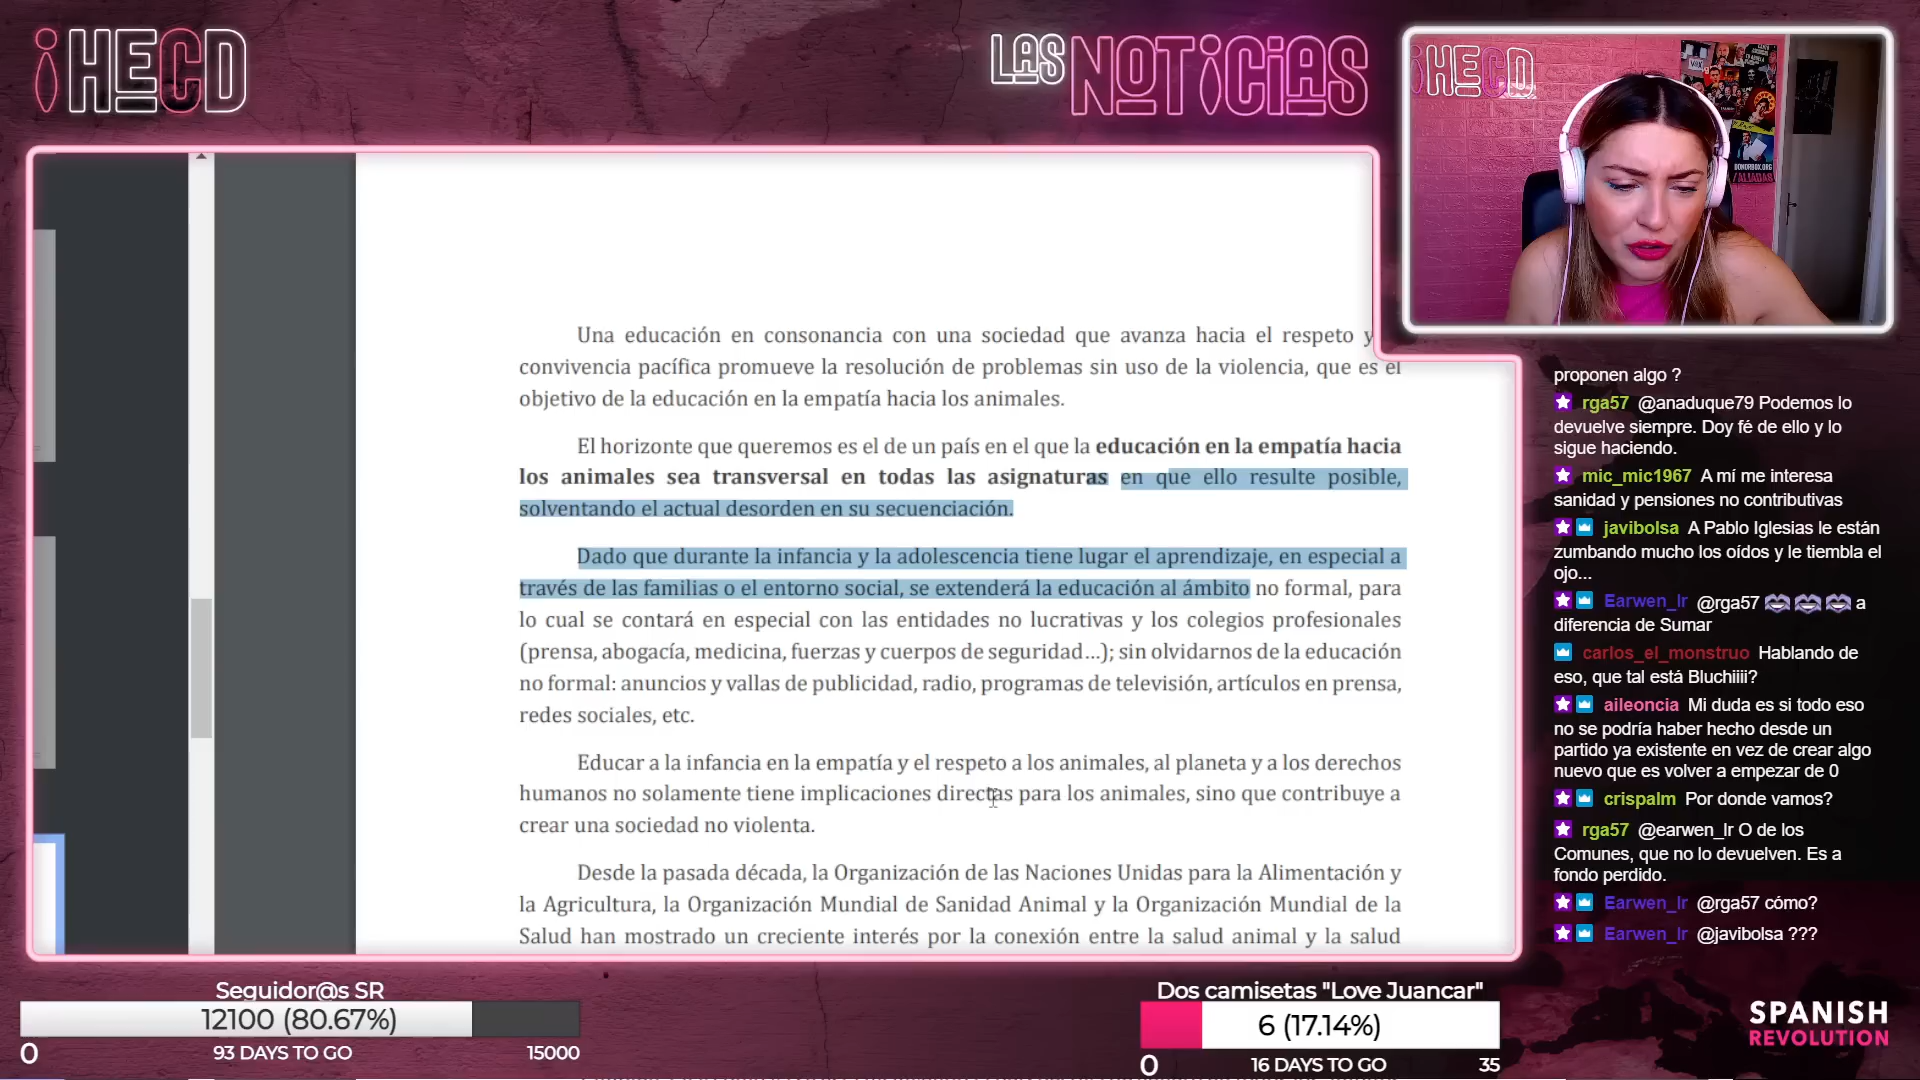 ¡HECD
LAS NOTICIAS
¡HECD
DONORBOX.ORG
/ALIADAS
Una educación en consonancia con una sociedad que avanza hacia el respeto y
convivencia pacífica promueve la resolución de problemas sin uso de la violencia, que es el
objetivo de la educación en la empatía hacia los animales.
El horizonte que queremos es el de un país en el que la educación en la empatía hacia
los animales sea transversal en todas las asignaturas en que ello resulte posible,
solventando el actual desorden en su secuenciación.
Dado que durante la infancia y la adolescencia tiene lugar el aprendizaje, en especial a
través de las familias o el entorno social, se extenderá la educación al ámbito no formal, para
lo cual se contará en especial con las entidades no lucrativas y los colegios profesionales
(prensa, abogacía, medicina, fuerzas y cuerpos de seguridad...); sin olvidarnos de la educación
no formal: anuncios y vallas de publicidad, radio, programas de televisión, artículos en prensa,
redes sociales, etc.
Educar a la infancia en la empatía y el respeto a los animales, al planeta y a los derechos
humanos no solamente tiene implicaciones directas para los animales, sino que contribuye a
crear una sociedad no violenta.
Desde la pasada década, la Organización de las Naciones Unidas para la Alimentación y
la Agricultura, la Organización Mundial de Sanidad Animal y la Organización Mundial de la
Salud han mostrado un creciente interés por la conexión entre la salud animal y la salud
proponen algo ?
rga57 @anaduque79 Podemos lo
devuelve siempre. Doy fé de ello y lo
sigue haciendo.
mic_mic1967 A mí me interesa
sanidad y pensiones no contributivas
javibolsa A Pablo Iglesias le están
zumbando mucho los oídos y le tiembla el
ojo...
Earwen_lr @rga57 a
diferencia de Sumar
carlos_el_monstruo Hablando de
eso, que tal está Bluchiiii?
aileoncia Mi duda es si todo eso
no se podría haber hecho desde un
partido ya existente en vez de crear algo
nuevo que es volver a empezar de 0
crispalm Por donde vamos?
rga57 @earwen_lr O de los
Comunes, que no lo devuelven. Es a
fondo perdido.
Earwen_lr @rga57 cómo?
Earwen_lr @javibolsa ???
Seguidor@s SR
12100 (80.67%)
0 93 DAYS TO GO 15000
Dos camisetas "Love Juancar"
6 (17.14%)
0 16 DAYS TO GO 35
SPANISH
REVOLUTION